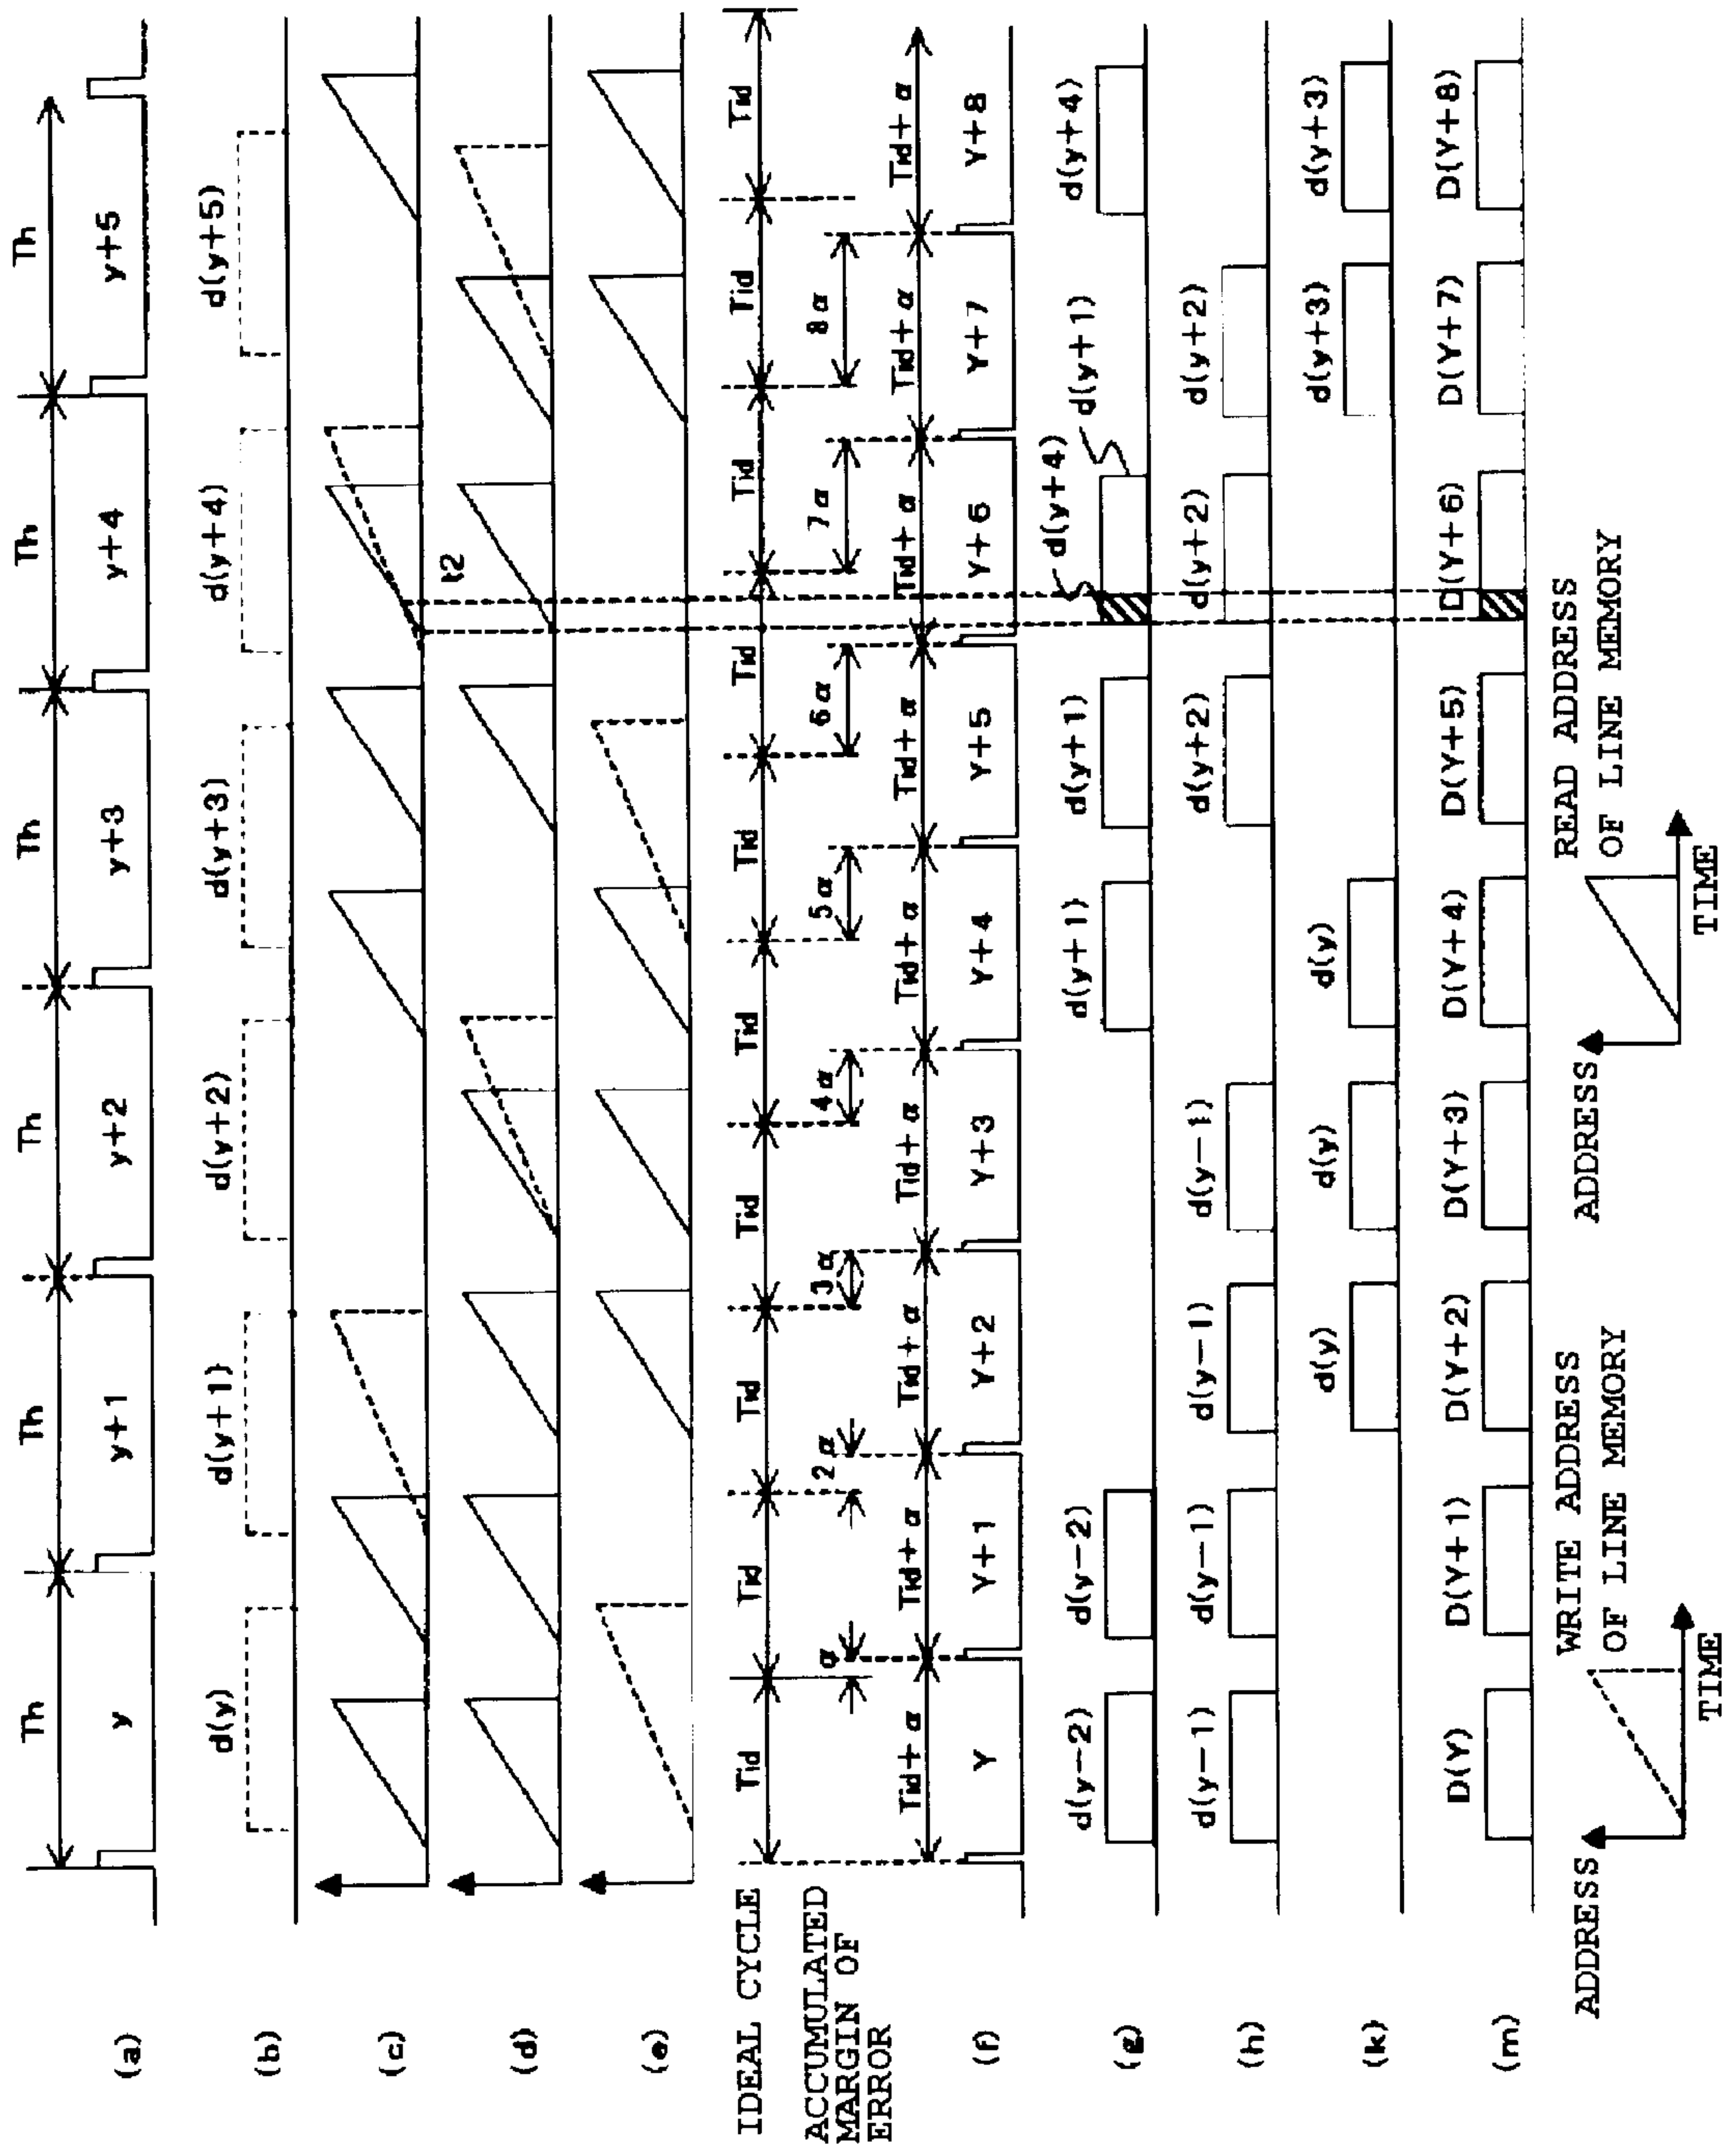 (a) Th Th Th Th Th Th
y y+1 y+2 y+3 y+4 y+5
(b) d(y) d(y+1) d(y+2) d(y+3) d(y+4) d(y+5)
(c)
t2
(d)
(e)
IDEAL CYCLE Tid Tid Tid Tid Tid Tid Tid Tid Tid Tid
ACCUMULATED
MARGIN OF
ERROR
α 2α 3α 4α 5α 6α 7α 8α
Tid+α Tid+α Tid+α Tid+α Tid+α Tid+α Tid+α Tid+α Tid+α
(f) Y Y+1 Y+2 Y+3 Y+4 Y+5 Y+6 Y+7 Y+8
(g) d(y-2) d(y-2) d(y+1) d(y+1) d(y+4) d(y+1) d(y+4)
(h) d(y-1) d(y-1) d(y-1) d(y-1) d(y+2) d(y+2) d(y+2)
(k) d(y) d(y) d(y) d(y+3) d(y+3)
(m) D(Y) D(Y+1) D(Y+2) D(Y+3) D(Y+4) D(Y+5) D(Y+6) D(Y+7) D(Y+8)
ADDRESS
WRITE ADDRESS
OF LINE MEMORY
TIME
ADDRESS
READ ADDRESS
OF LINE MEMORY
TIME